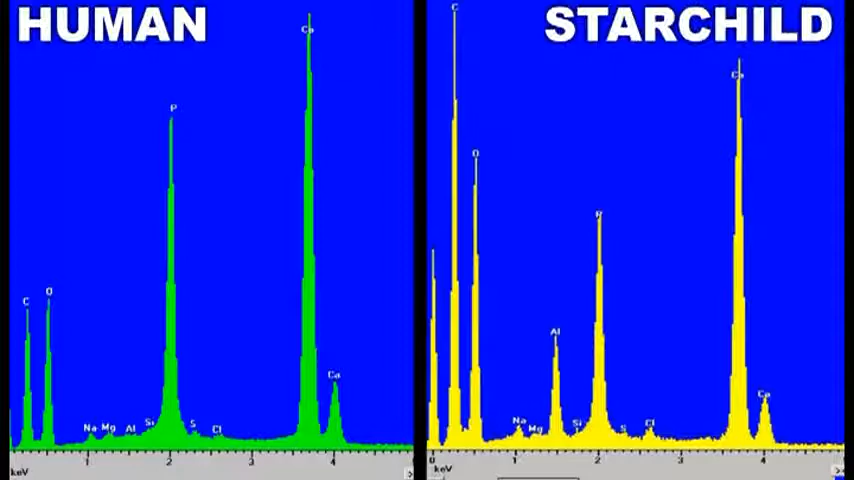 HUMAN
Ca
P
C
O
Ca
Na Mg Al Si S Cl
1 2 3 4
keV
STARCHILD
C
Ca
O
P
Al
Ca
Na Mg Si S Cl
0 1 2 3 4
keV